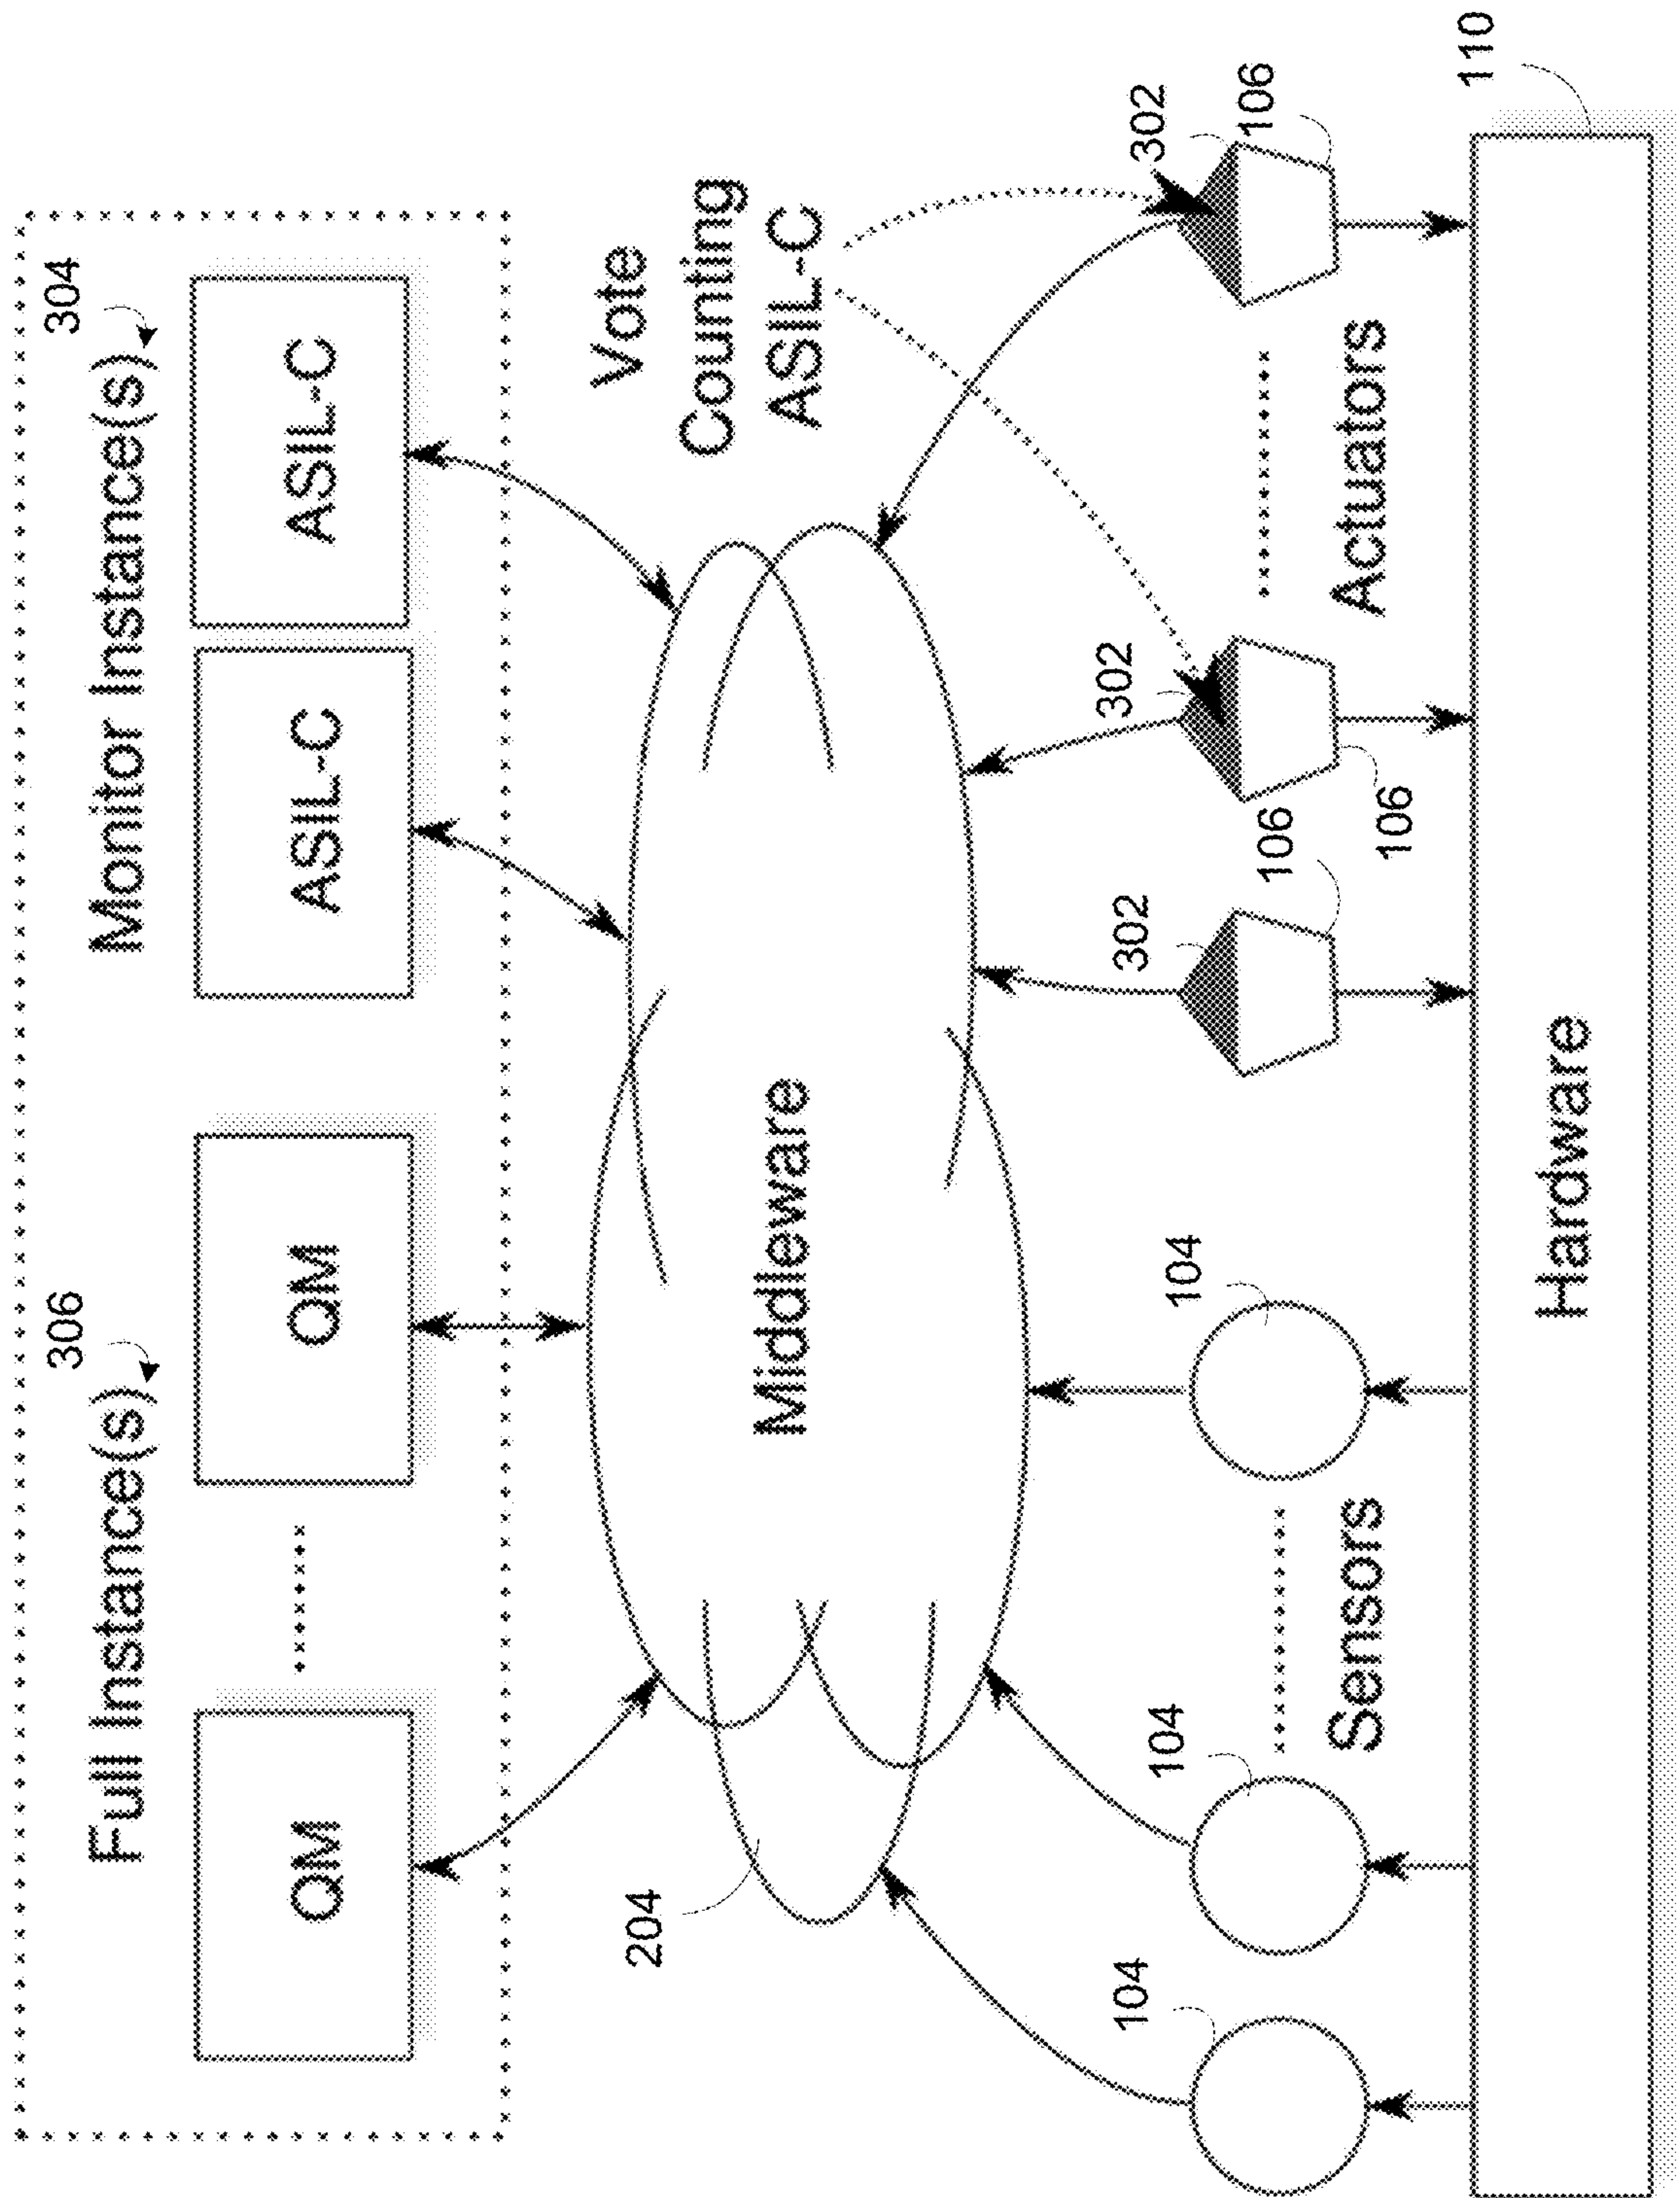 306
304
Full Instance(s)
Monitor Instance(s)
QM
QM
ASIL-C
ASIL-C
204
Middleware
Vote
Counting
ASIL-C
104
104
104
302
302
302
106
106
106
Sensors
Actuators
110
Hardware